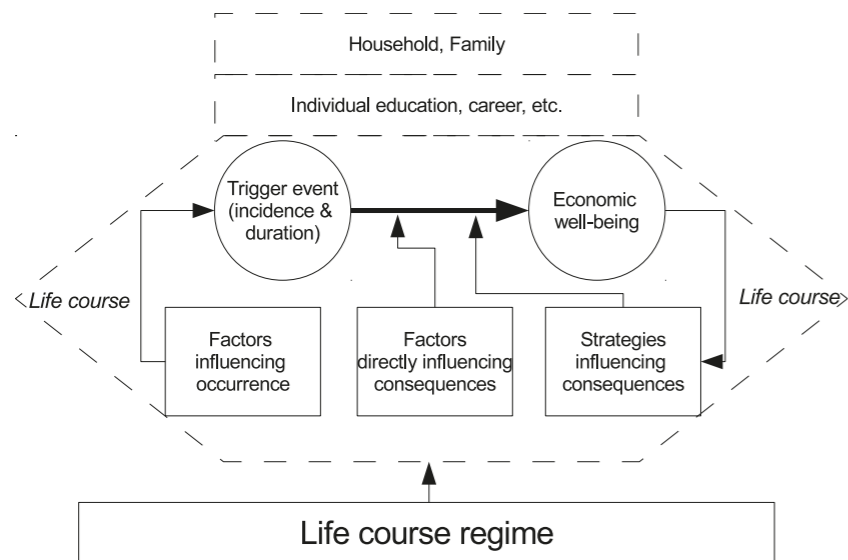 Household, Family
Individual education, career, etc.
Trigger event
(incidence &
duration)
Economic
well-being
Life course
Life course
Factors
influencing
occurrence
Factors
directly influencing
consequences
Strategies
influencing
consequences
Life course regime